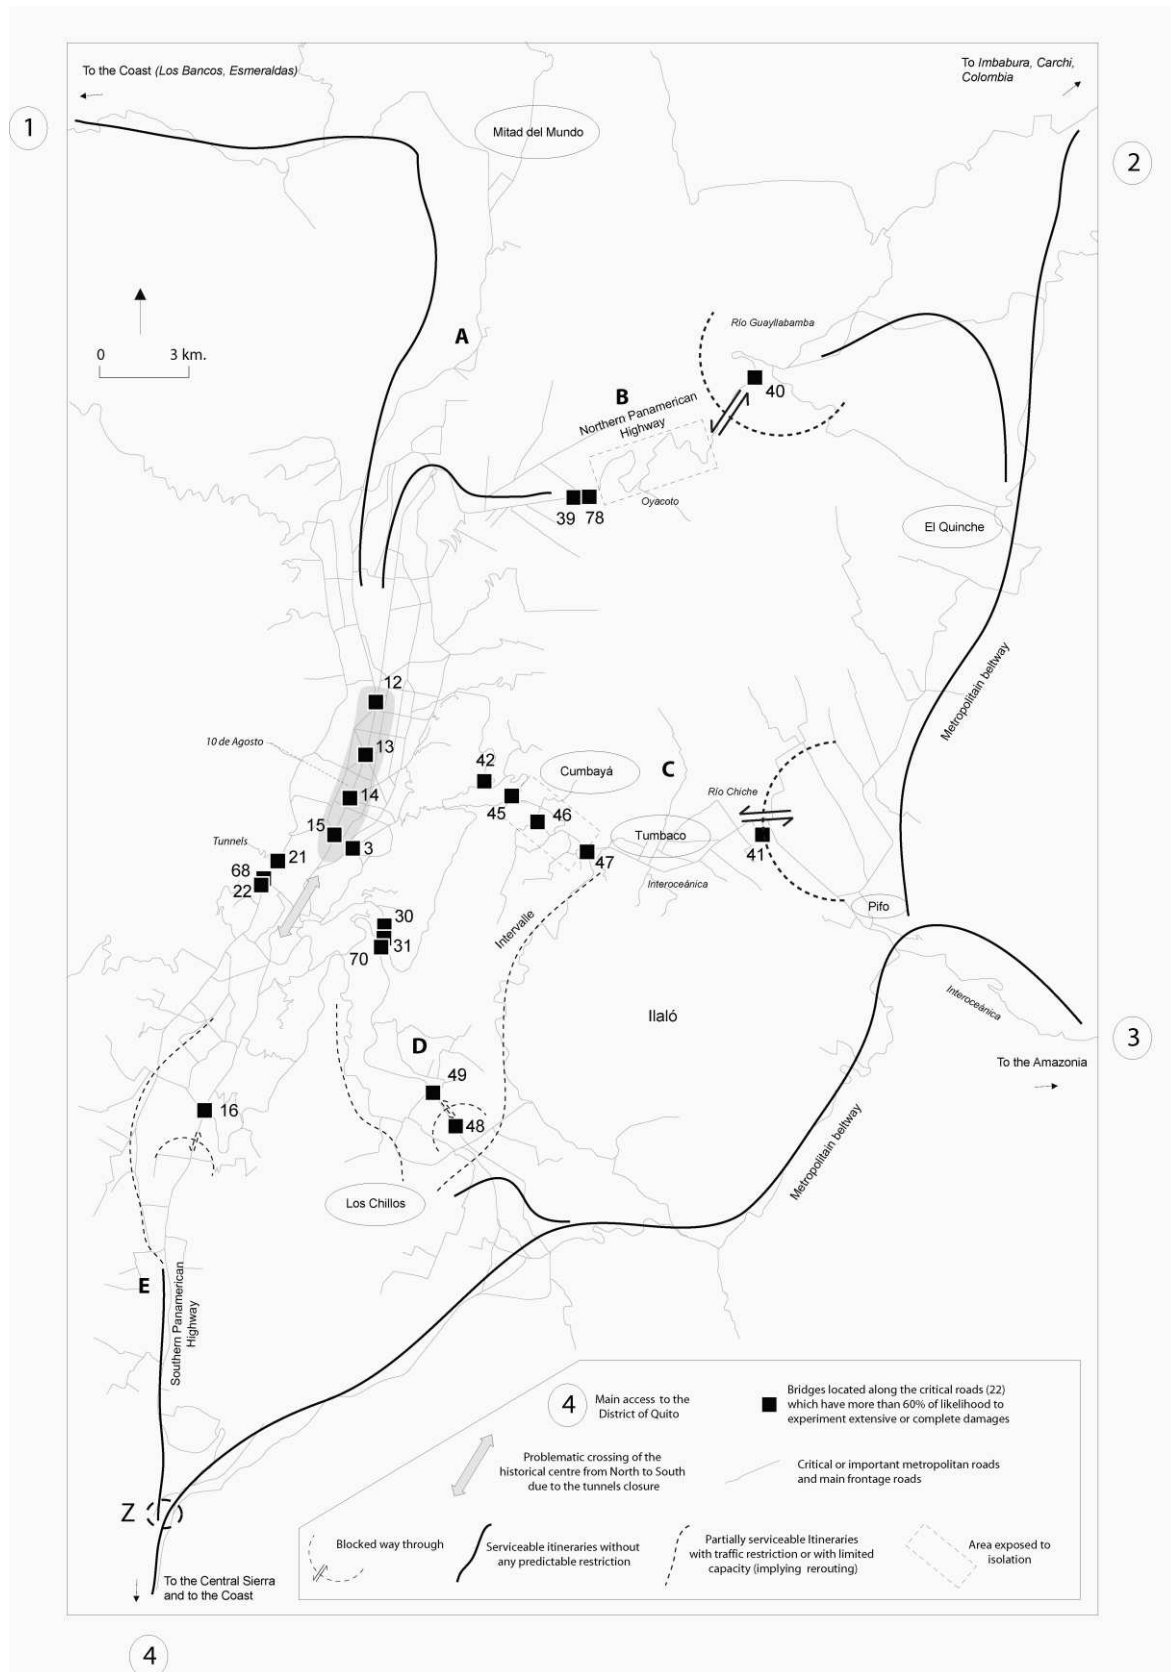 To the Coast (Los Bancos, Esmeraldas)
To Imbabura, Carchi,
Colombia
1
Mitad del Mundo
2
A
0 3 km.
Río Guayllabamba
40
B
Northern Panamerican
Highway
39 78
Oyacoto
El Quinche
Metropolitain beltway
12
10 de Agosto
13
42
Cumbayá
C
14
45
46
Río Chiche
15
3
Tunnels
21
68
22
47
Tumbaco
41
Interoceánica
Pifo
30
31
70
Intervalle
Ilaló
Interoceánica
3
To the Amazonia
D
49
48
16
Metropolitain beltway
Los Chillos
E
Southern Panamerican
Highway
Z
To the Central Sierra
and to the Coast
4
4
Main access to the
District of Quito
Bridges located along the critical roads (22)
which have more than 60% of likelihood to
experiment extensive or complete damages
Problematic crossing of the
historical centre from North to South
due to the tunnels closure
Critical or important metropolitan roads
and main frontage roads
Blocked way through
Serviceable itineraries without
any predictable restriction
Partially serviceable Itineraries
with traffic restriction or with limited
capacity (implying rerouting)
Area exposed to
isolation